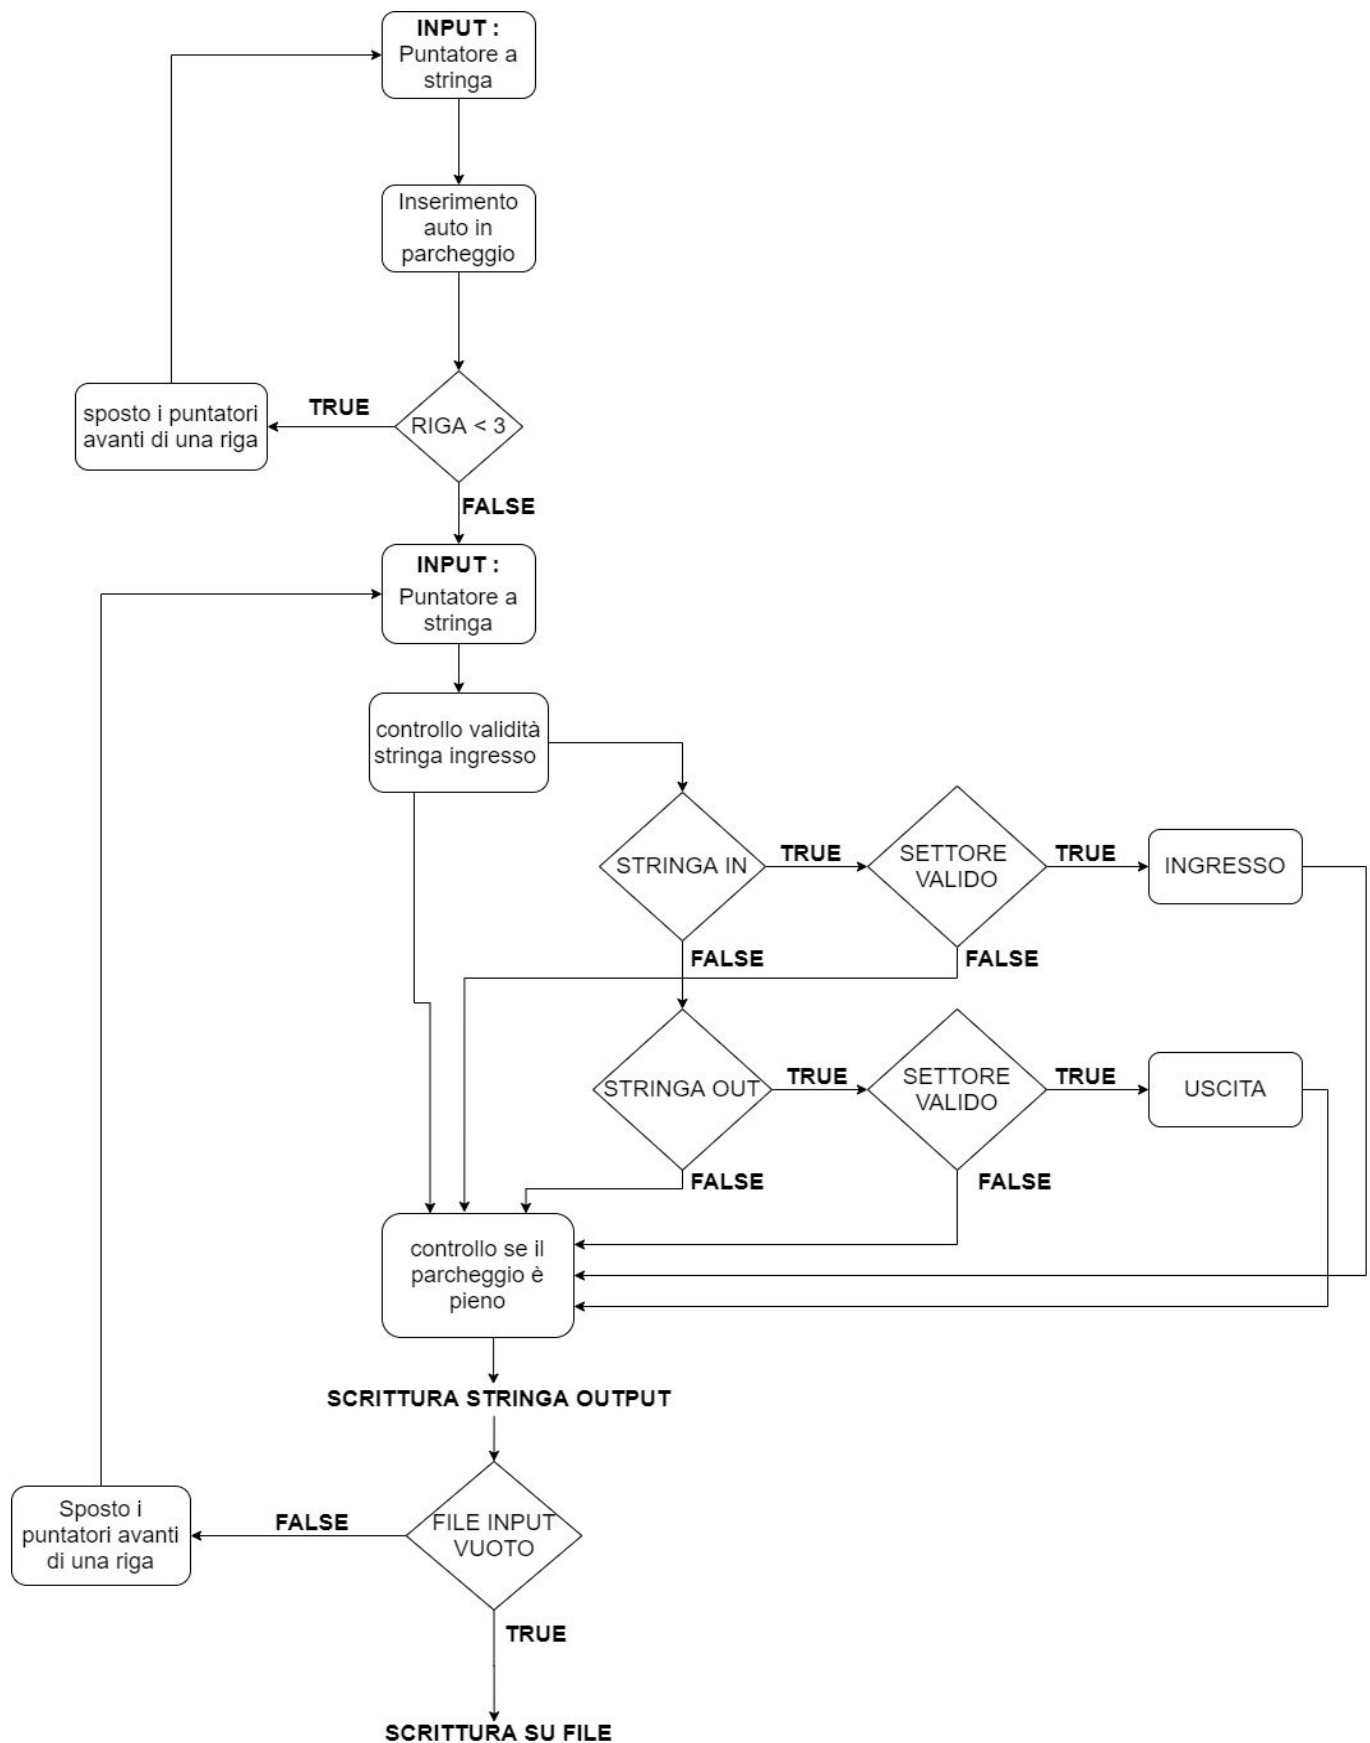 INPUT :
Puntatore a
stringa
Inserimento
auto in
parcheggio
sposto i puntatori
avanti di una riga
TRUE
RIGA < 3
FALSE
INPUT :
Puntatore a
stringa
controllo validità
stringa ingresso
STRINGA IN
TRUE
SETTORE
VALIDO
TRUE
INGRESSO
FALSE
FALSE
STRINGA OUT
TRUE
SETTORE
VALIDO
TRUE
USCITA
FALSE
FALSE
controllo se il
parcheggio è
pieno
SCRITTURA STRINGA OUTPUT
Sposto i
puntatori avanti
di una riga
FALSE
FILE INPUT
VUOTO
TRUE
SCRITTURA SU FILE